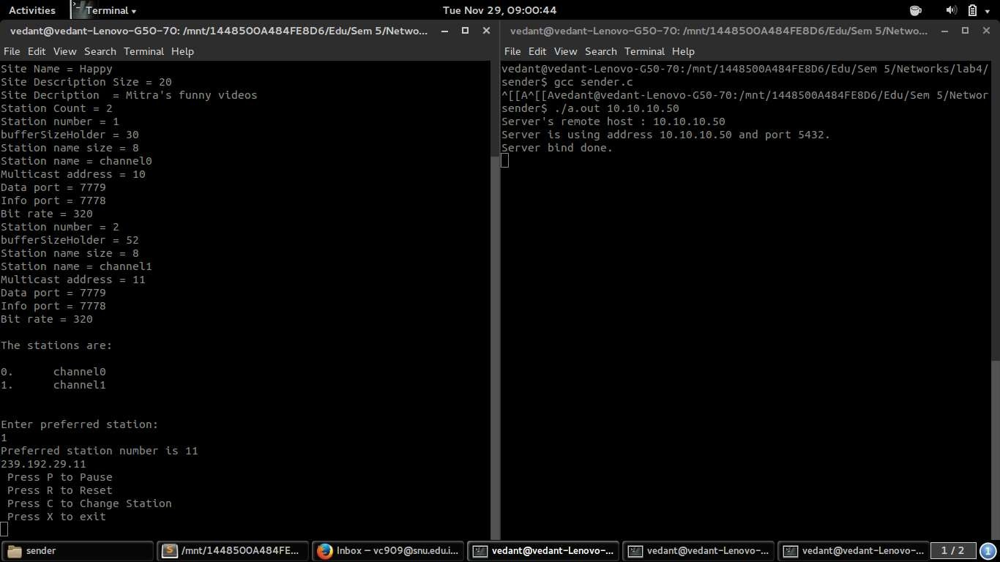 Activities Terminal Tue Nov 29, 09:00:44
vedant@vedant-Lenovo-G50-70: /mnt/1448500A484FE8D6/Edu/Sem 5/Netwo...
File Edit View Search Terminal Help
Site Name = Happy
Site Description Size = 20
Site Decription  = Mitra's funny videos
Station Count = 2
Station number = 1
bufferSizeHolder = 30
Station name size = 8
Station name = channel0
Multicast address = 10
Data port = 7779
Info port = 7778
Bit rate = 320
Station number = 2
bufferSizeHolder = 52
Station name size = 8
Station name = channel1
Multicast address = 11
Data port = 7779
Info port = 7778
Bit rate = 320
The stations are:
0.      channel0
1.      channel1
Enter preferred station:
1
Preferred station number is 11
239.192.29.11
Press P to Pause
Press R to Reset
Press C to Change Station
Press X to exit
vedant@vedant-Lenovo-G50-70: /mnt/1448500A484FE8D6/Edu/Sem 5/Netwo...
File Edit View Search Terminal Help
vedant@vedant-Lenovo-G50-70:/mnt/1448500A484FE8D6/Edu/Sem 5/Networks/lab4/
sender$ gcc sender.c
^[[A^[[Avedant@vedant-Lenovo-G50-70:/mnt/1448500A484FE8D6/Edu/Sem 5/Networ
sender$ ./a.out 10.10.10.50
Server's remote host : 10.10.10.50
Server is using address 10.10.10.50 and port 5432.
Server bind done.
sender /mnt/1448500A484FE... Inbox – vc909@snu.edu.i... vedant@vedant-Lenovo-... vedant@vedant-Lenovo-... vedant@vedant-Lenovo-... 1 / 2 1